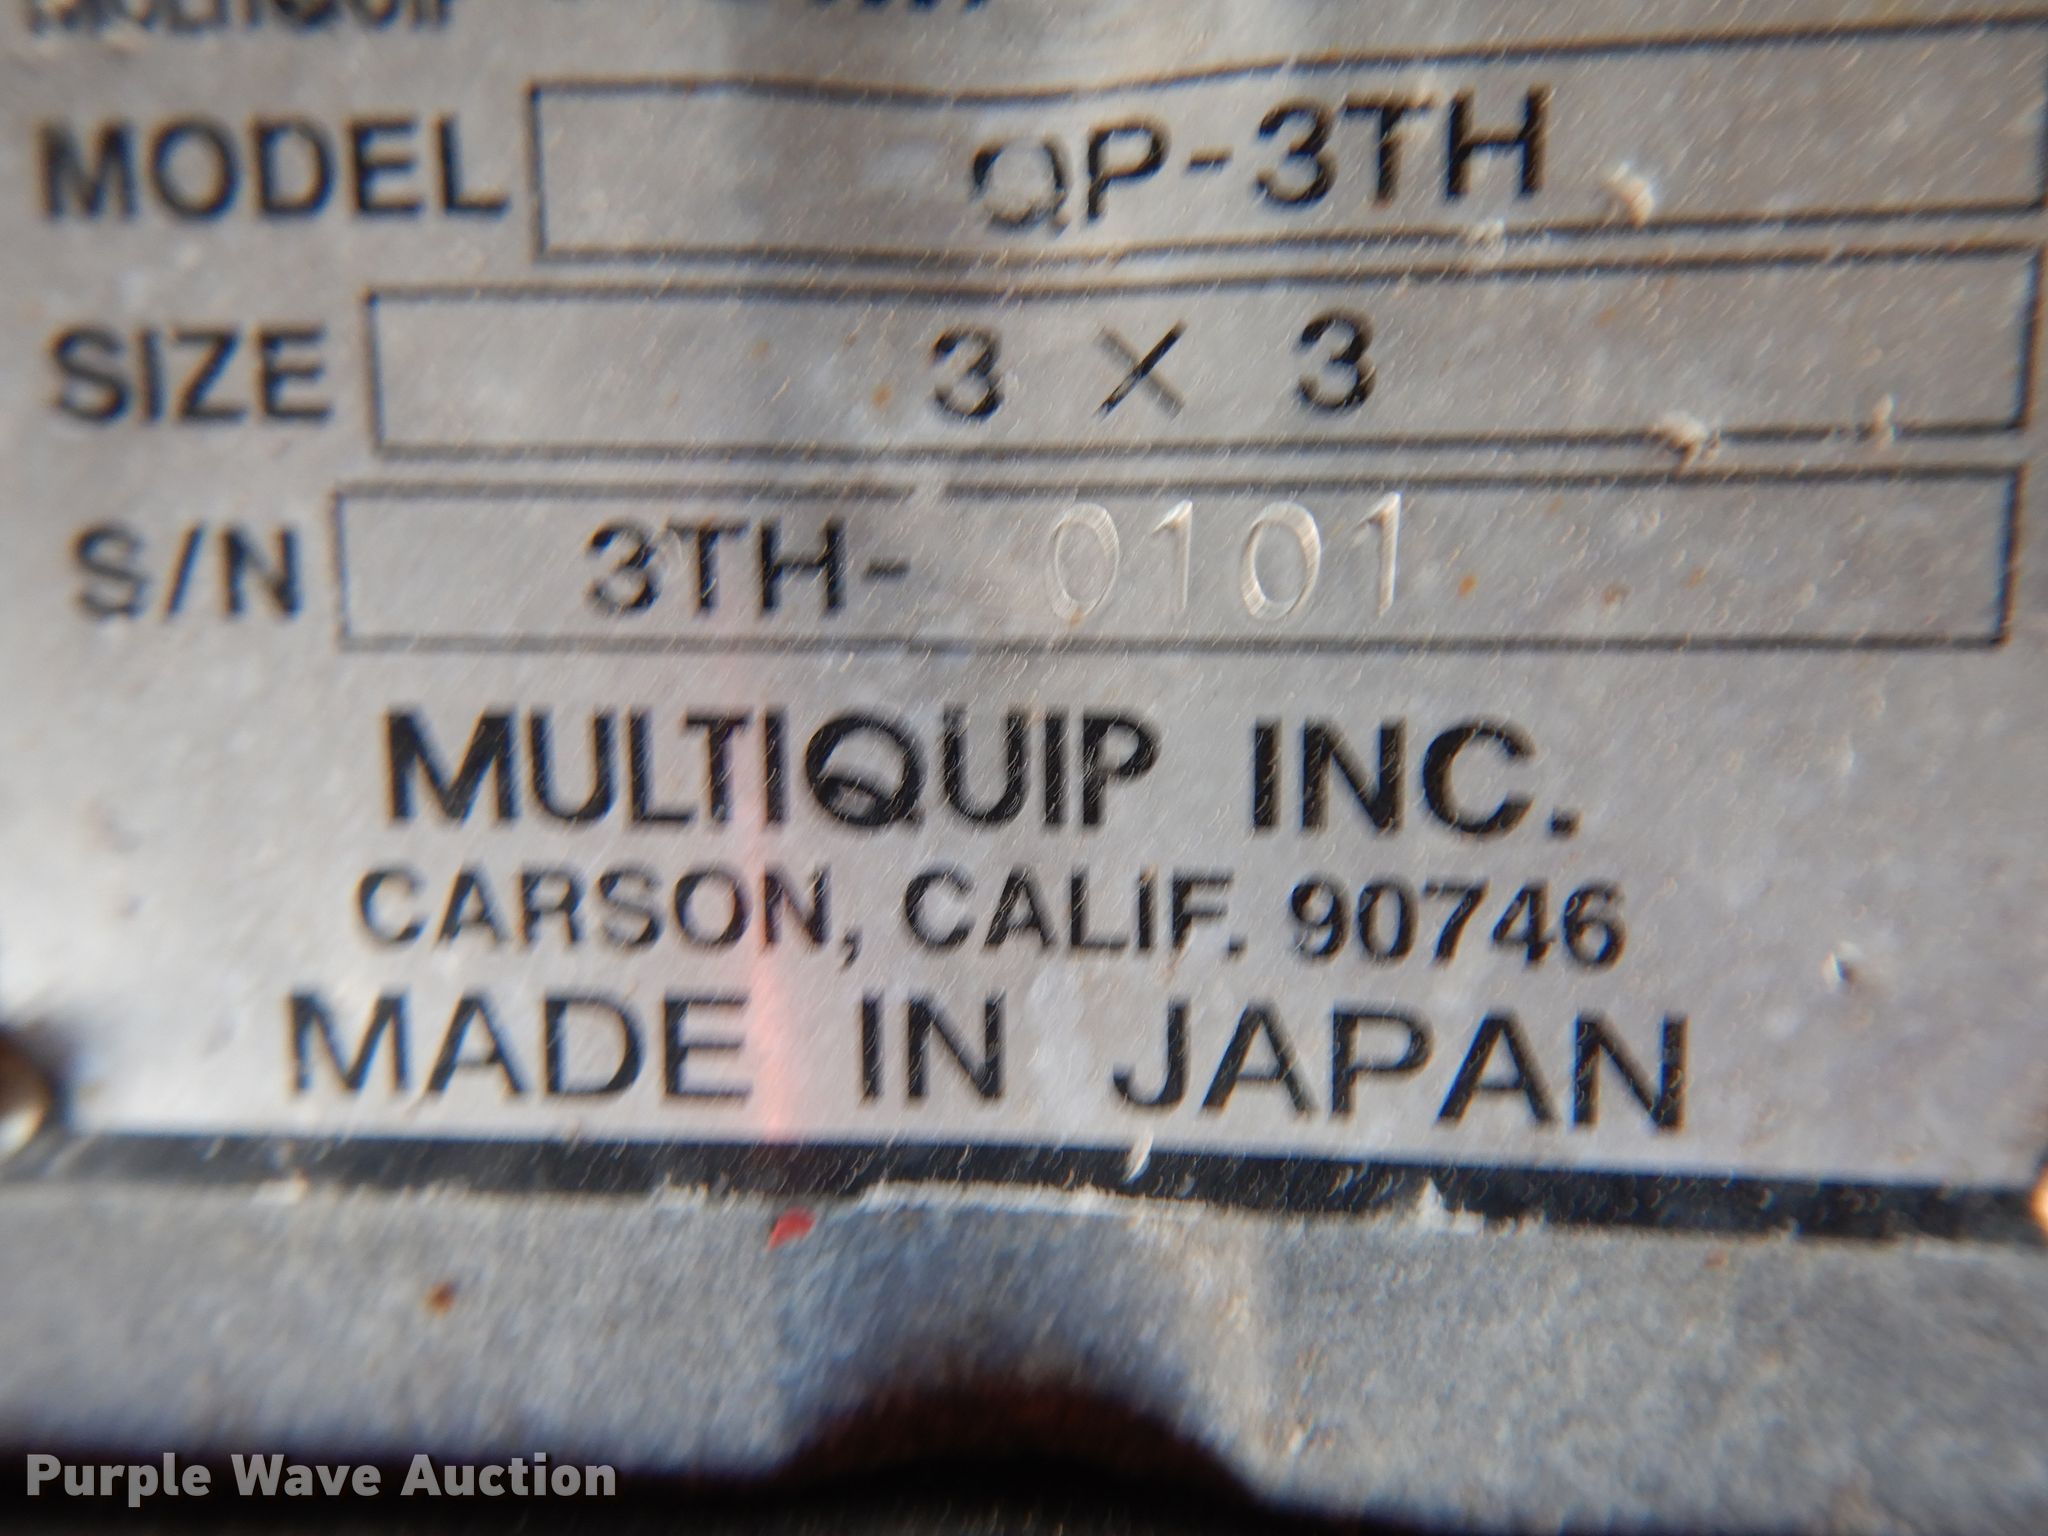 MULTIQUIP
MODEL QP-3TH
SIZE 3 X 3
S/N 3TH- 0101
MULTIQUIP INC.
CARSON, CALIF. 90746
MADE IN JAPAN
Purple Wave Auction